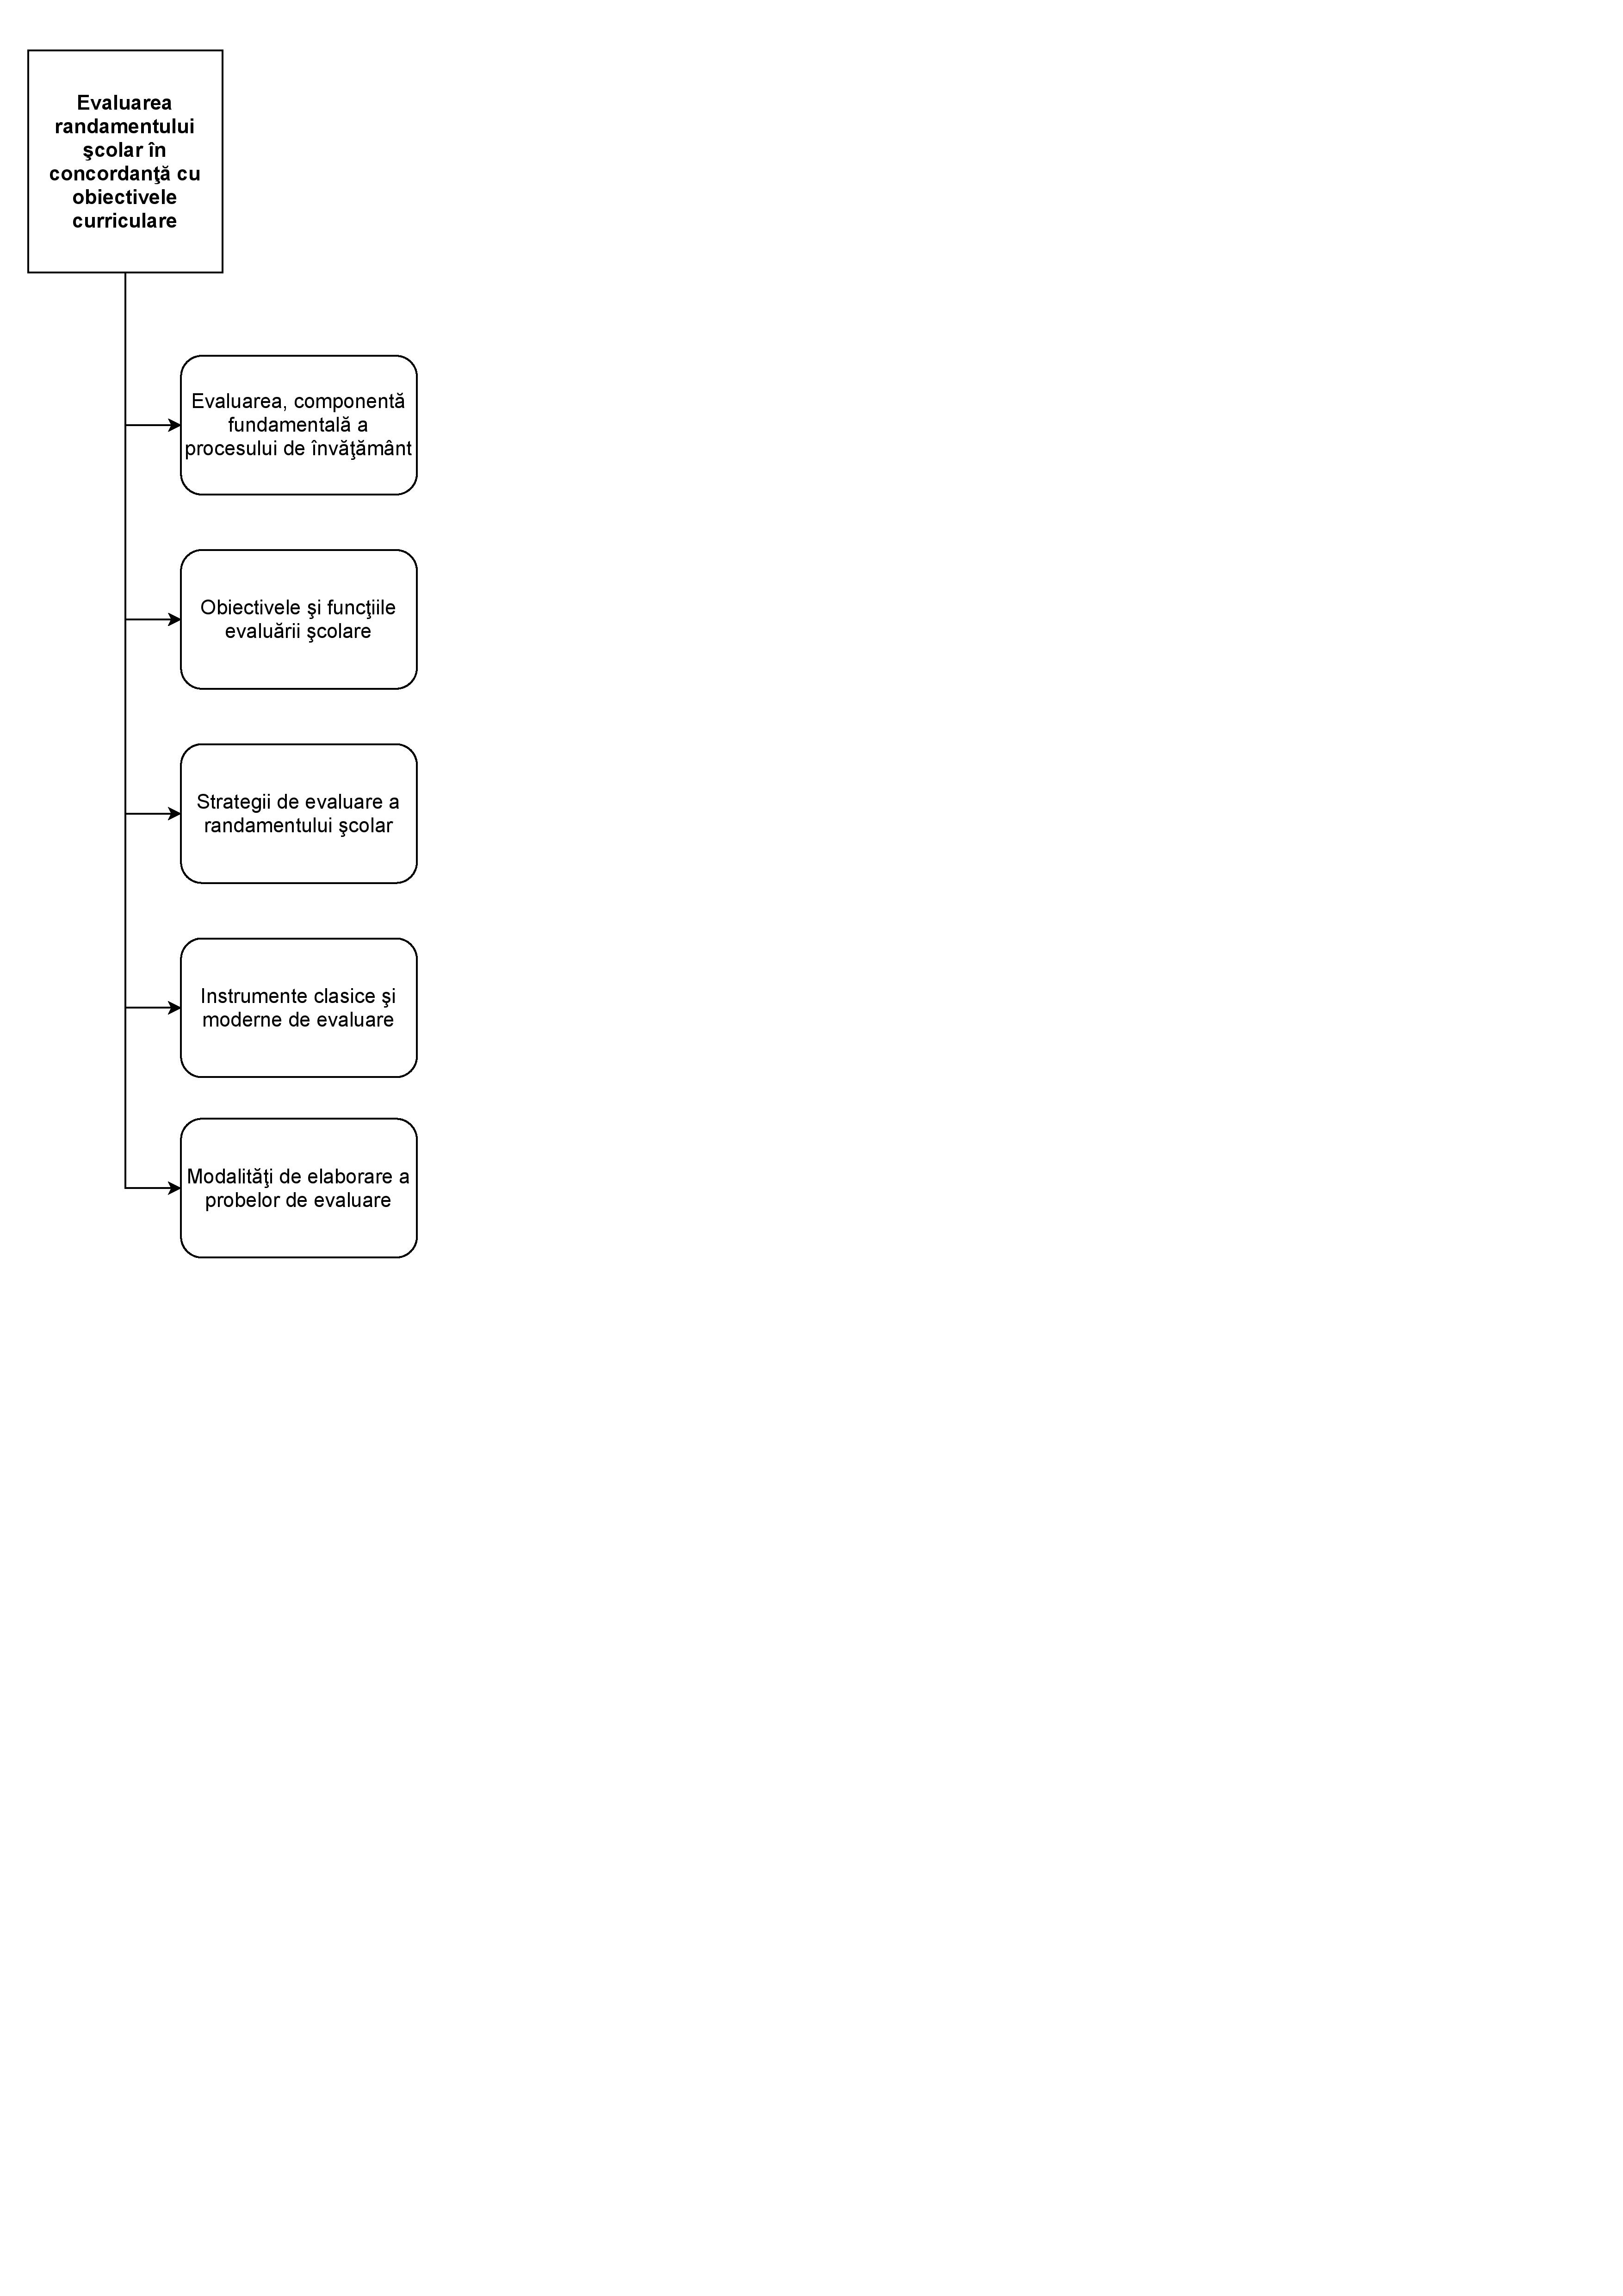 Evaluarea
randamentului
şcolar în
concordanţă cu
obiectivele
curriculare
Evaluarea, componentă
fundamentală a
procesului de învăţământ
Obiectivele şi funcţiile
evaluării şcolare
Strategii de evaluare a
randamentului şcolar
Instrumente clasice şi
moderne de evaluare
Modalităţi de elaborare a
probelor de evaluare